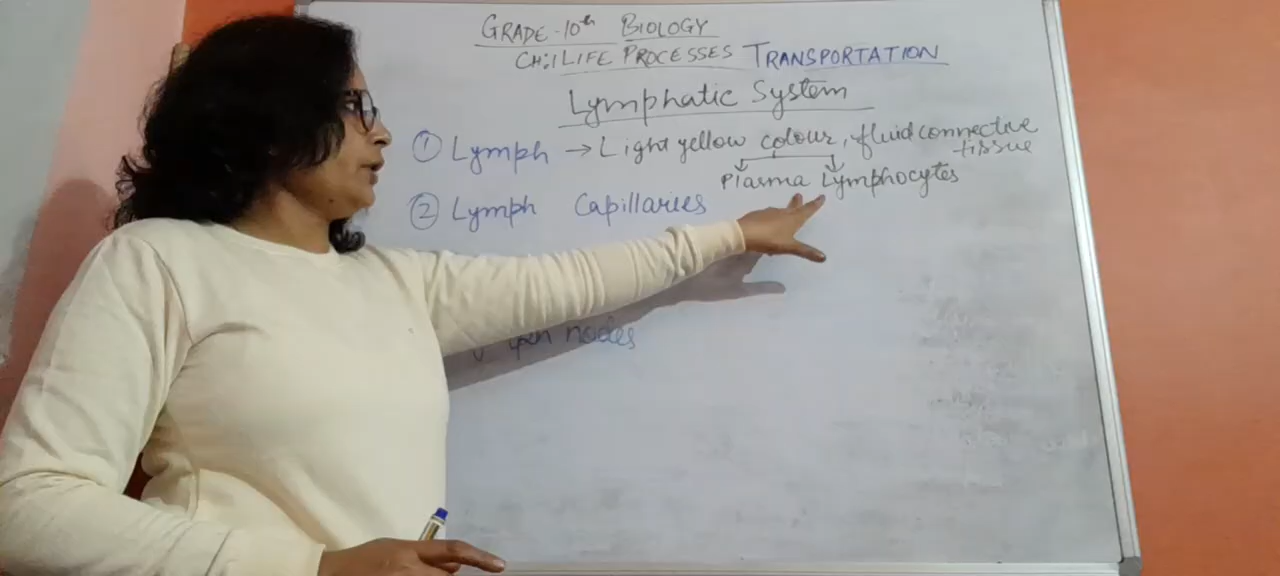 GRADE-10th BIOLOGY
CH:1 LIFE PROCESSES TRANSPORTATION
Lymphatic System
① Lymph → Light yellow colour, fluid connective tissue
Plasma Lymphocytes
② Lymph Capillaries
nodes